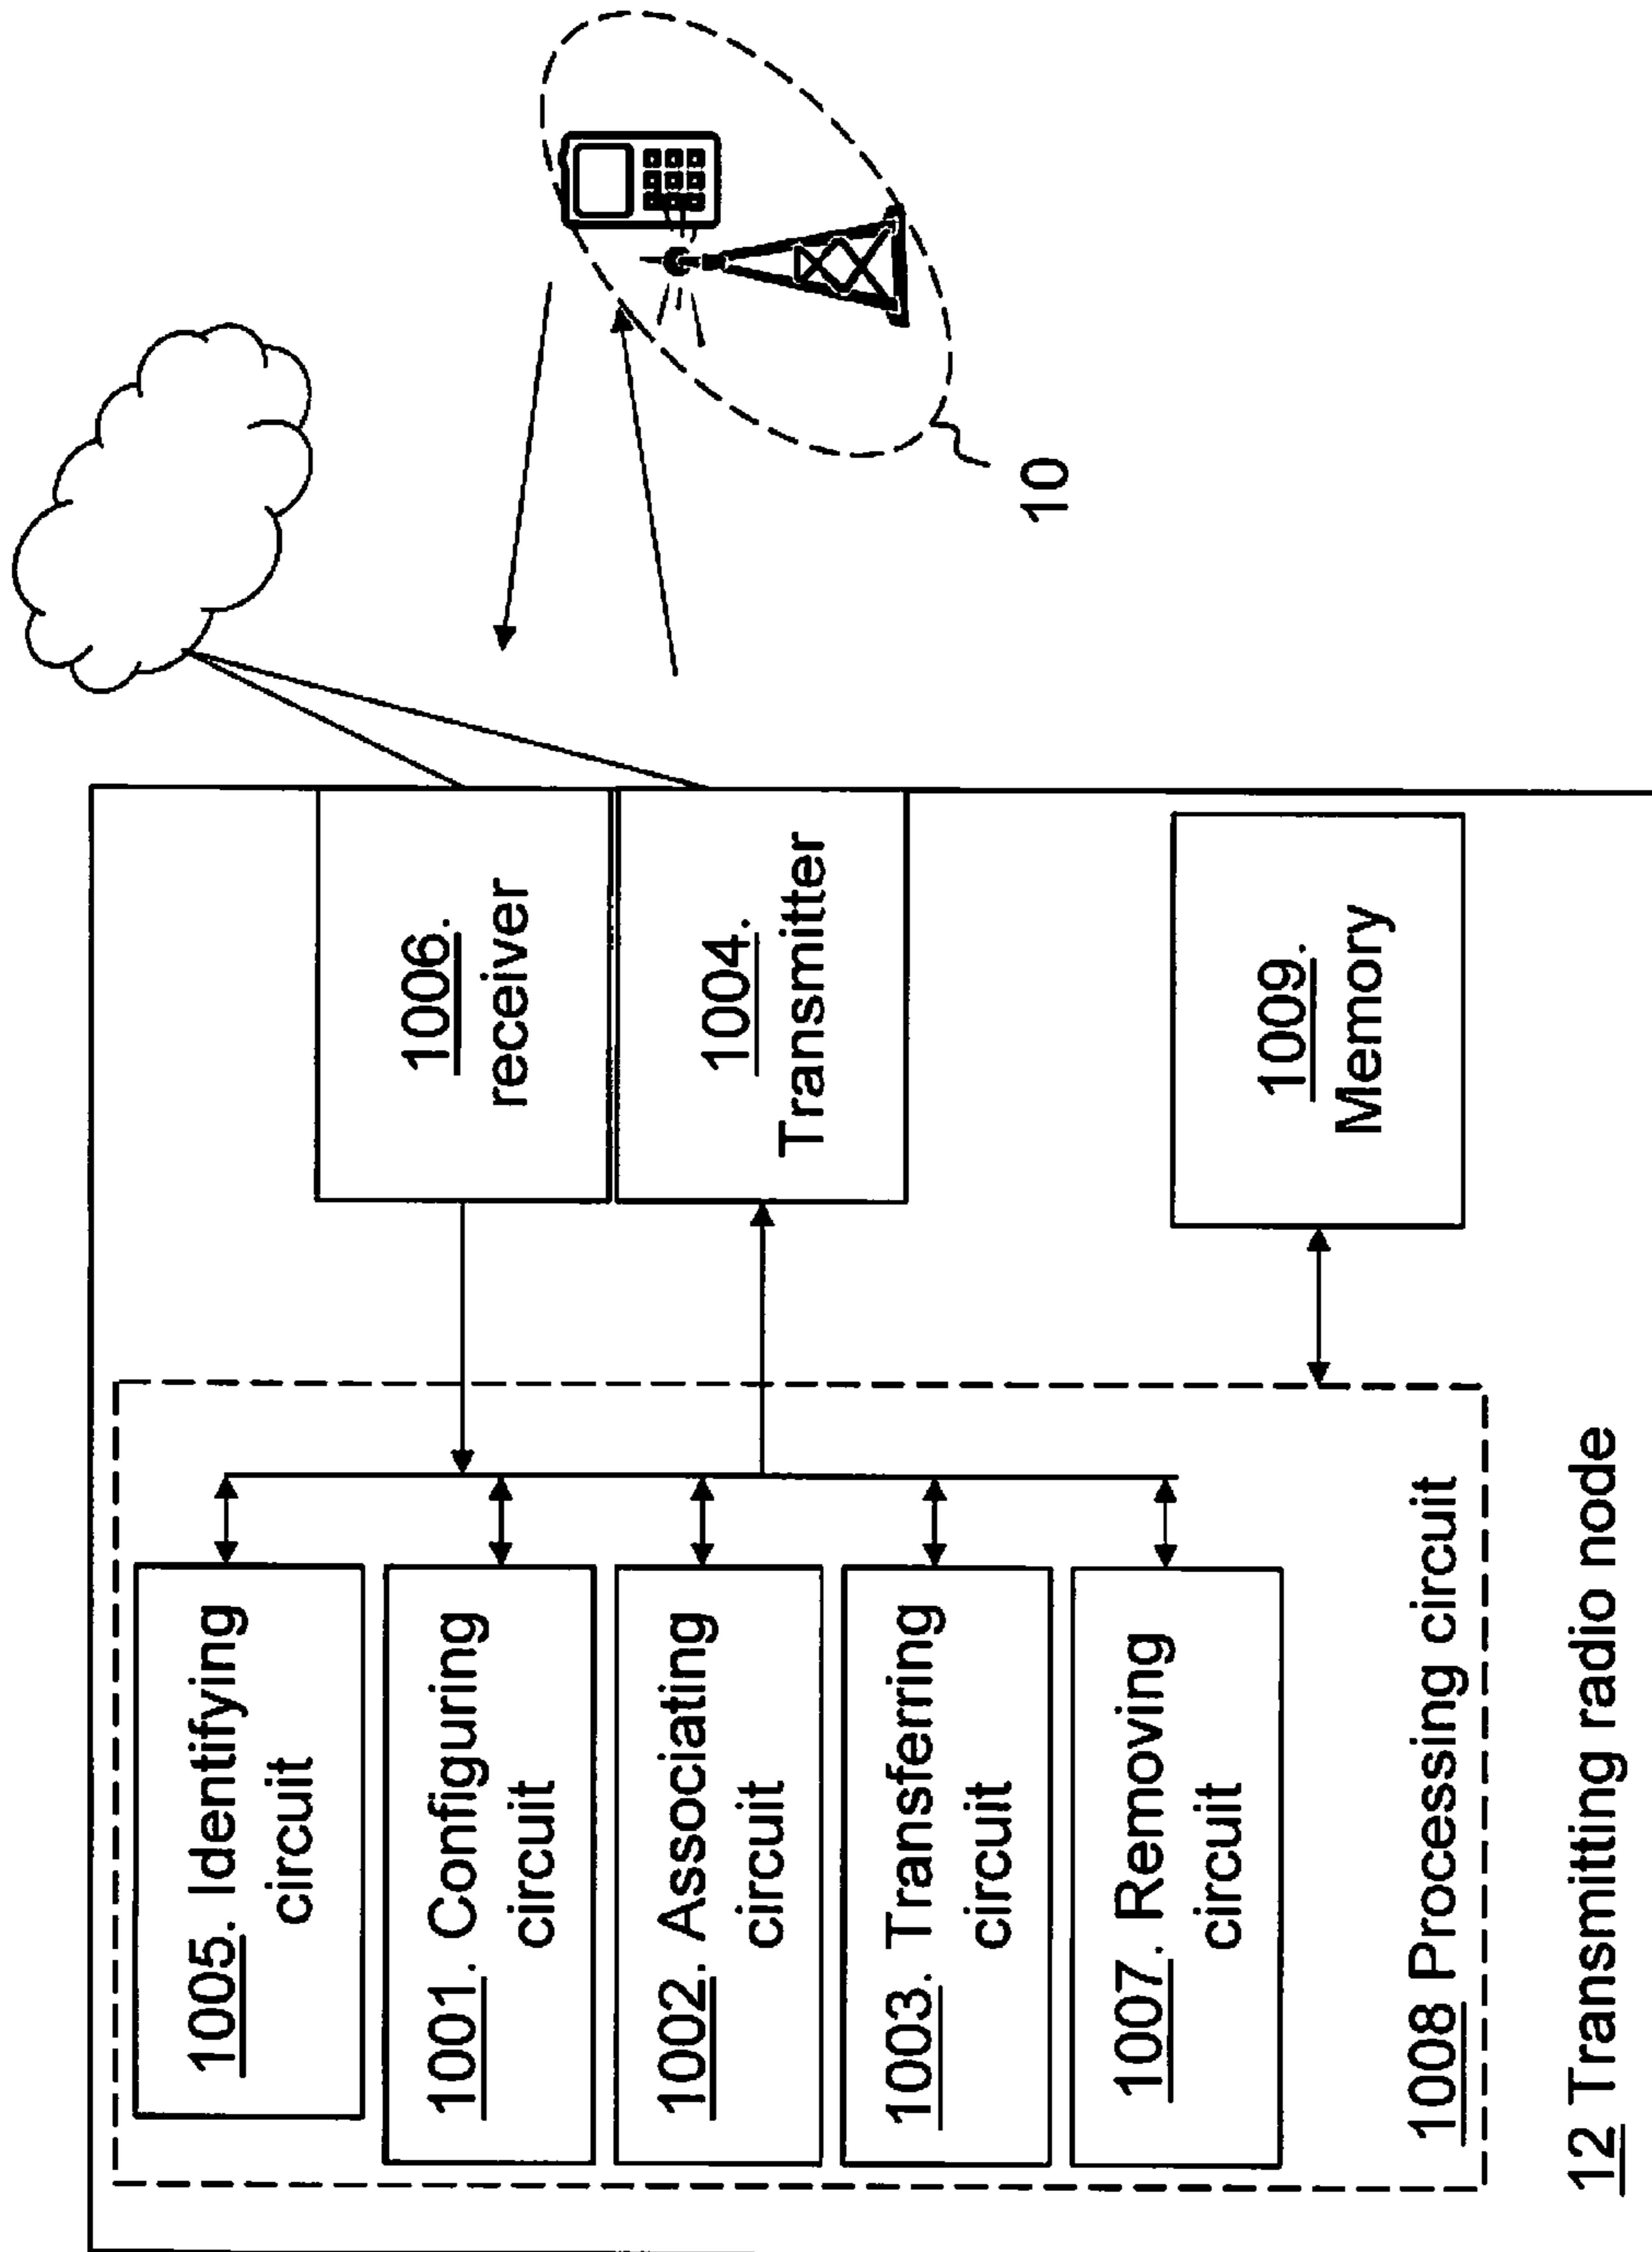 1005. Identifying
circuit
1001. Configuring
circuit
1002. Associating
circuit
1003. Transferring
circuit
1007. Removing
circuit
1008 Processing circuit
1006.
receiver
1004.
Transmitter
1009.
Memory
10
12 Transmitting radio node